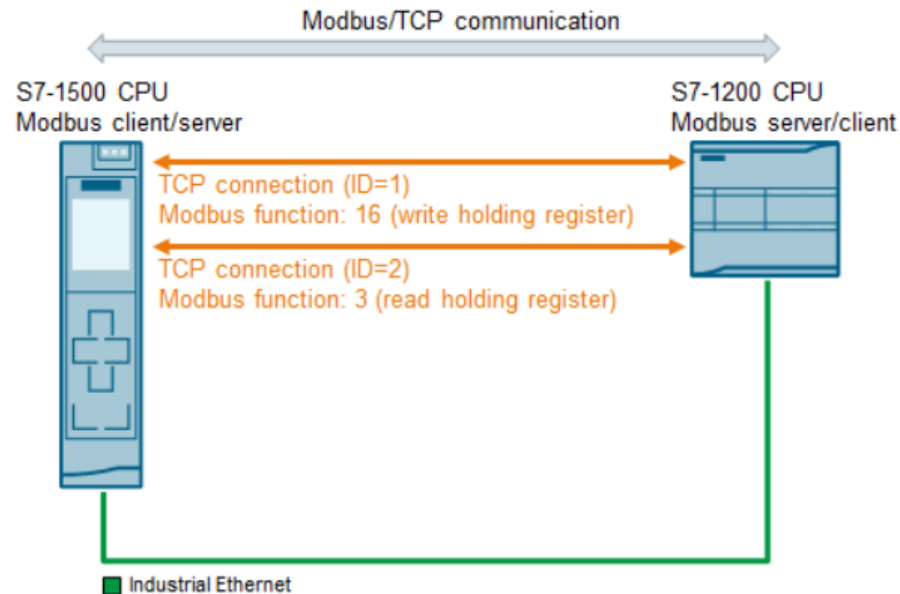 Modbus/TCP communication
S7-1500 CPU
Modbus client/server
S7-1200 CPU
Modbus server/client
TCP connection (ID=1)
Modbus function: 16 (write holding register)
TCP connection (ID=2)
Modbus function: 3 (read holding register)
Industrial Ethernet